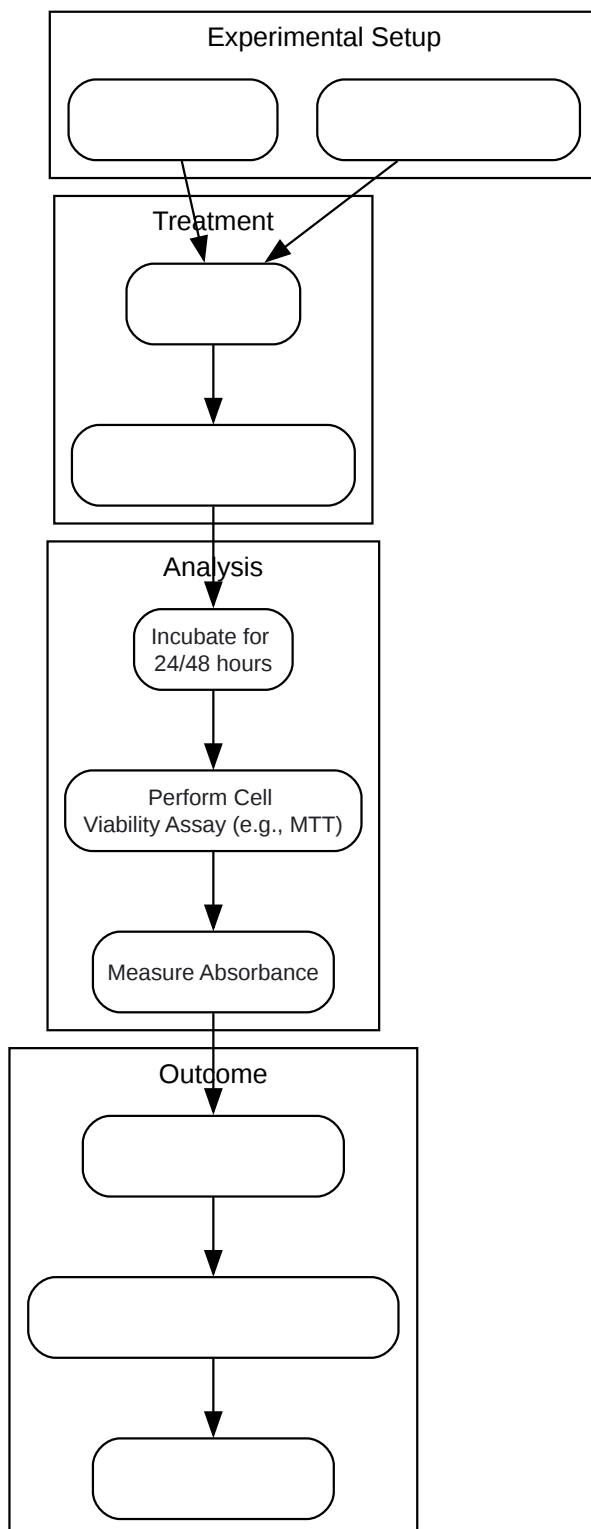 Experimental Setup
Treatment
Analysis
Incubate for
24/48 hours
Perform Cell
Viability Assay (e.g., MTT)
Measure Absorbance
Outcome